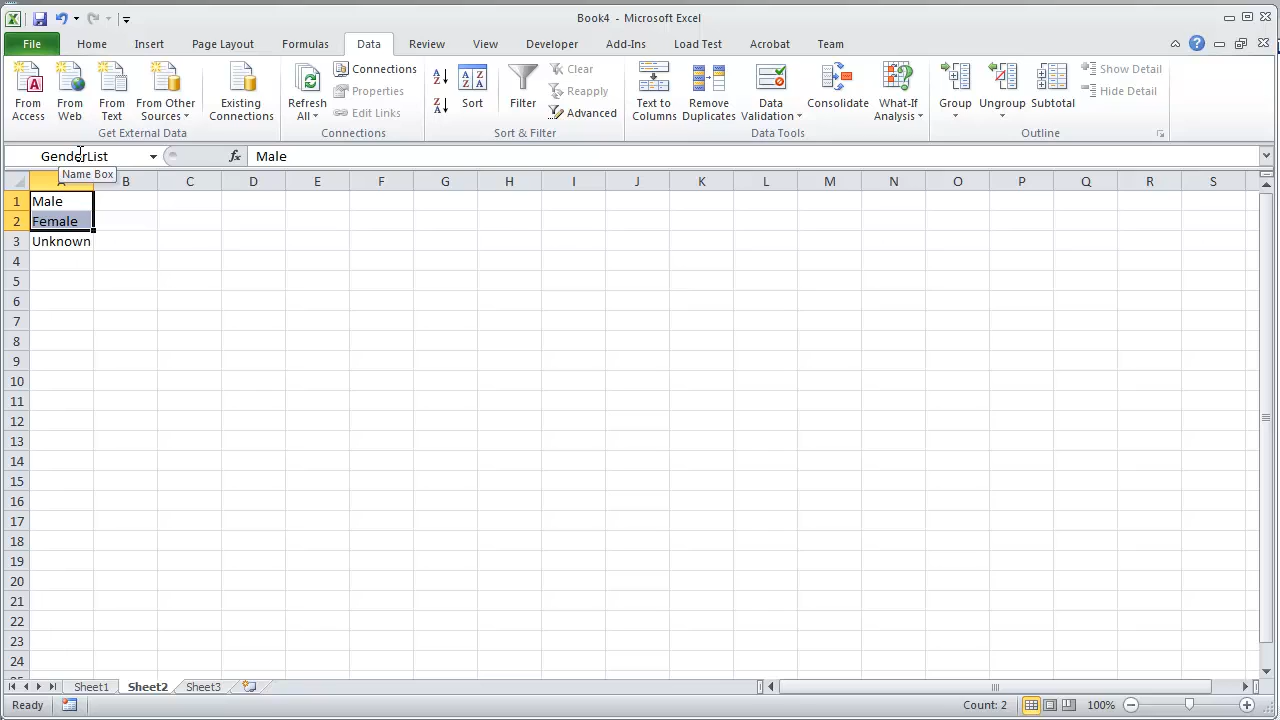 Book4 - Microsoft Excel
File Home Insert Page Layout Formulas Data Review View Developer Add-Ins Load Test Acrobat Team
From Access
From Web
From Text
From Other Sources
Existing Connections
Get External Data
Refresh All
Connections
Properties
Edit Links
Connections
Sort
Filter
Clear
Reapply
Advanced
Sort & Filter
Text to Columns
Remove Duplicates
Data Validation
Consolidate
What-If Analysis
Data Tools
Group
Ungroup
Subtotal
Show Detail
Hide Detail
Outline
GenderList fx Male
Name Box
A B C D E F G H I J K L M N O P Q R S
1 Male
2 Female
3 Unknown
4
5
6
7
8
9
10
11
12
13
14
15
16
17
18
19
20
21
22
23
24
Sheet1 Sheet2 Sheet3
Ready Count: 2 100%